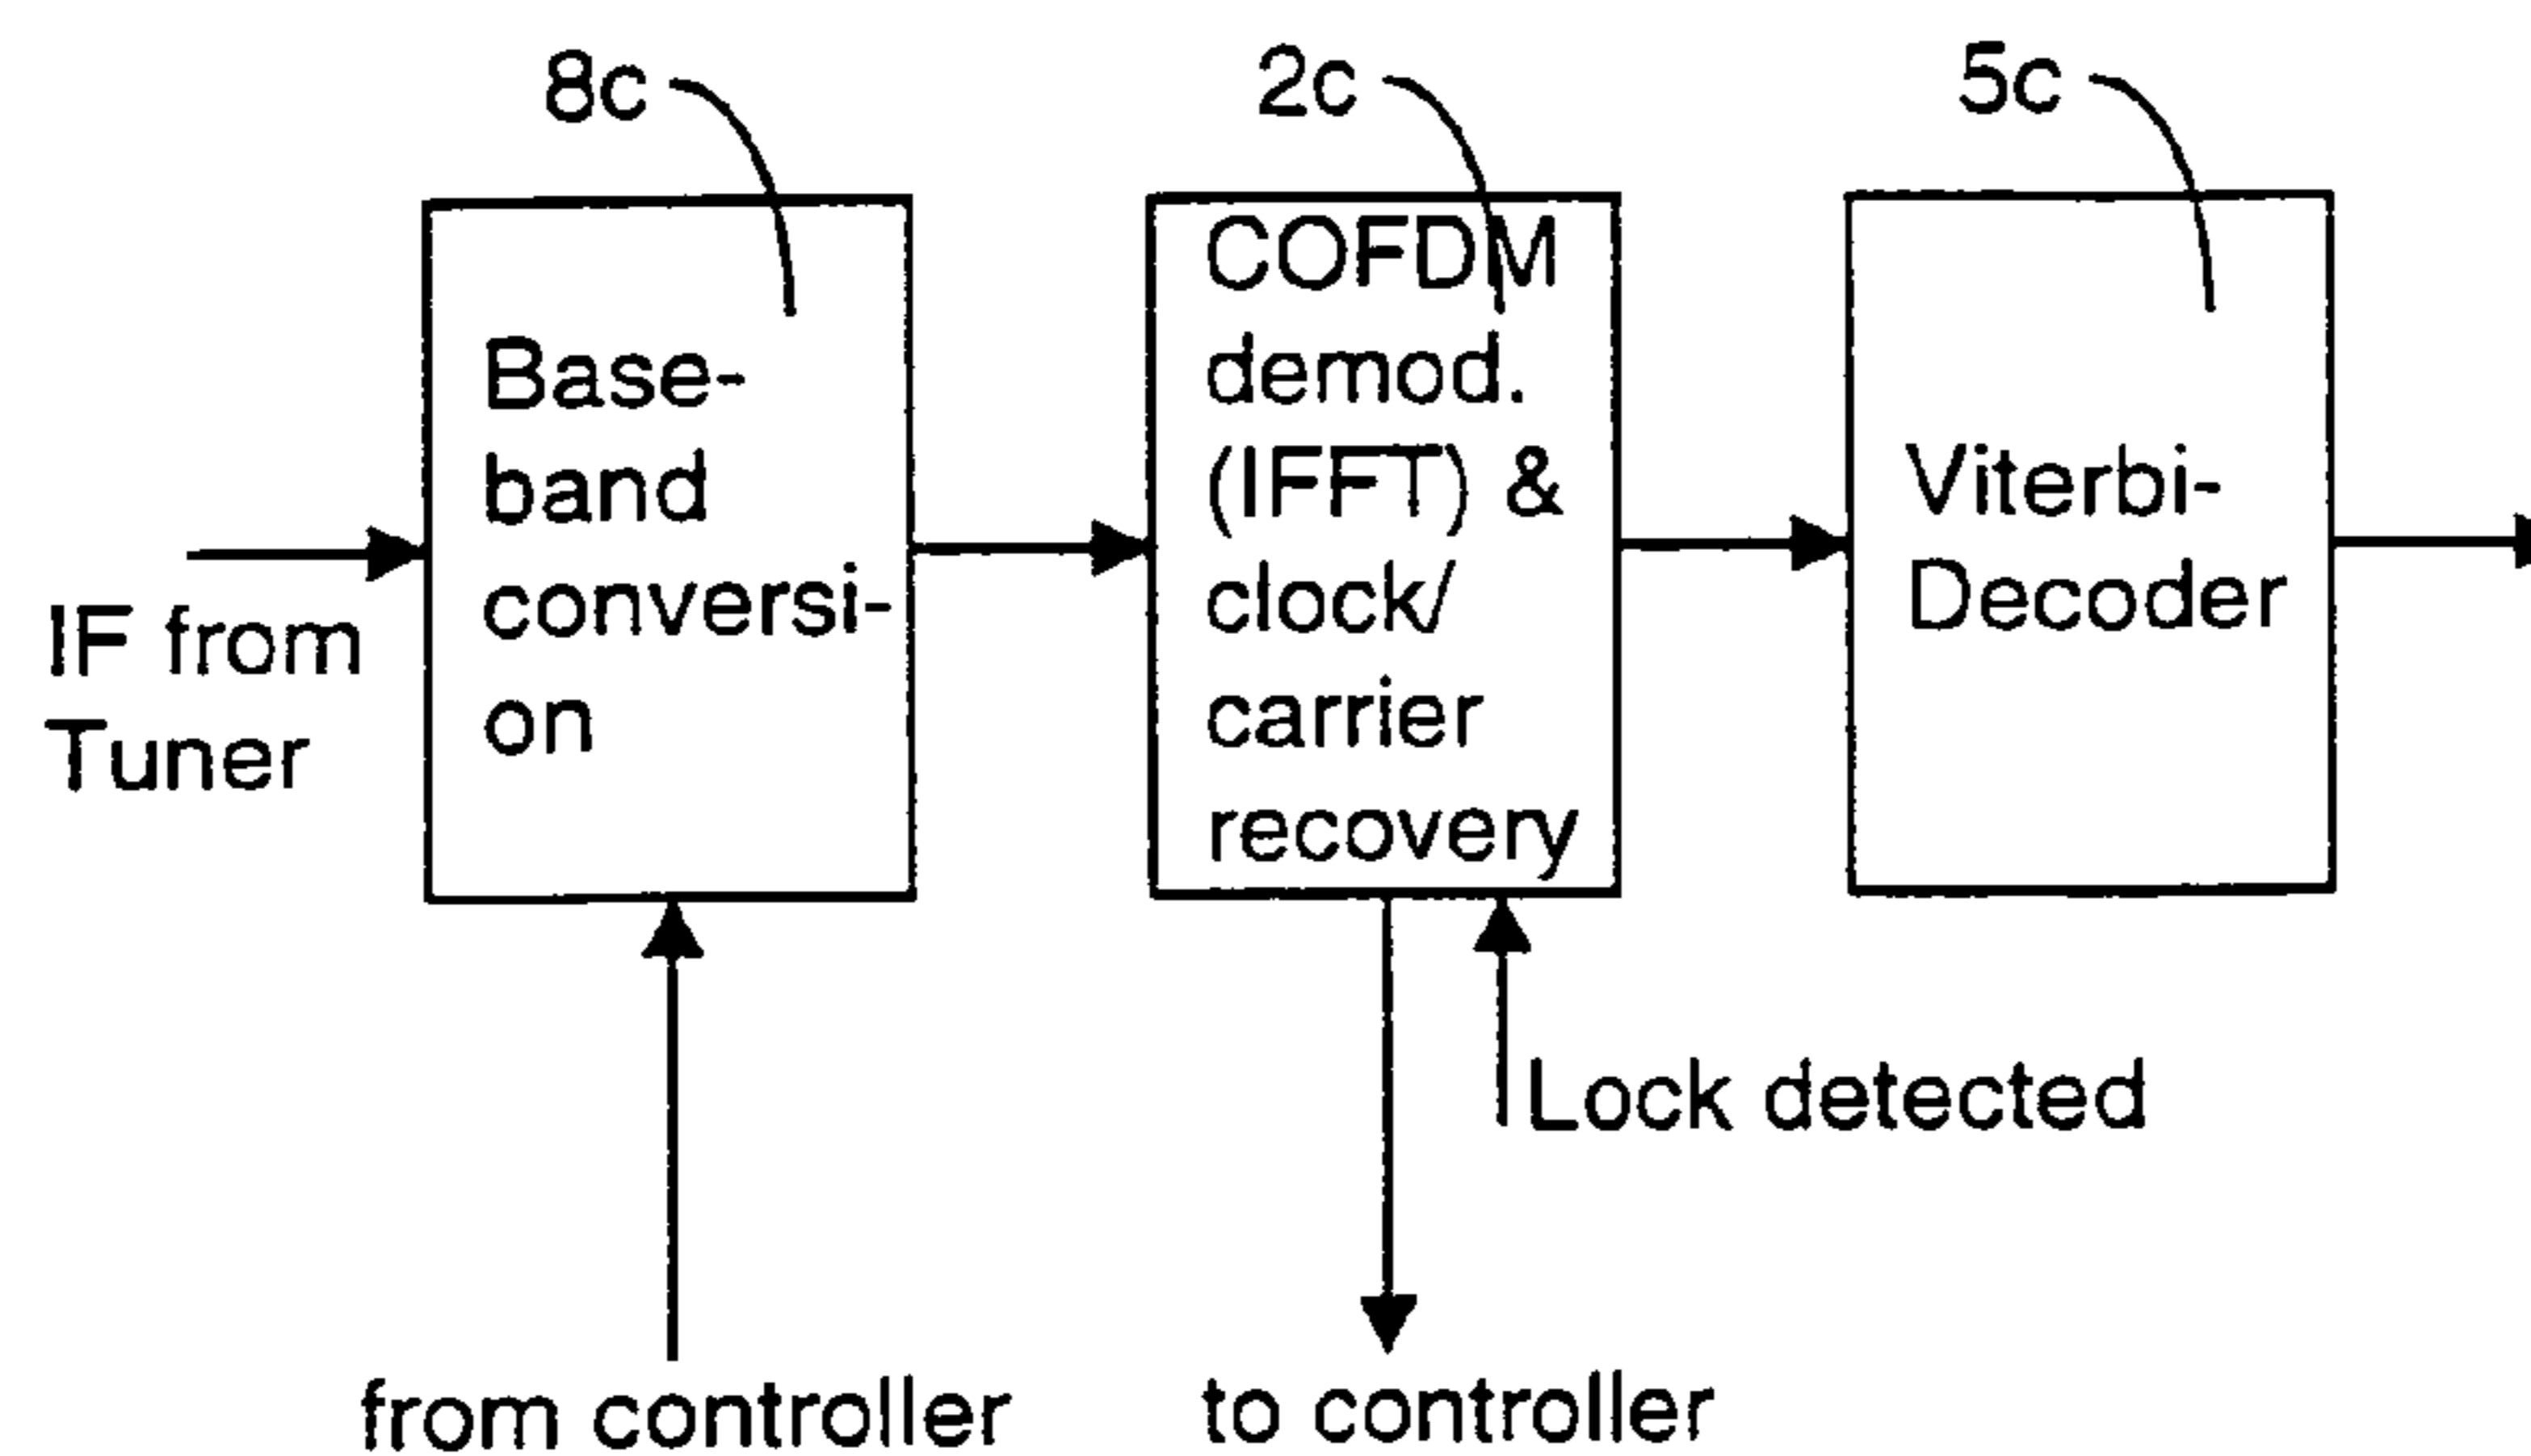 8c
2c
5c
Base-
band
conversi-
on
COFDM
demod.
(IFFT) &
clock/
carrier
recovery
Viterbi-
Decoder
IF from
Tuner
Lock detected
from controller
to controller